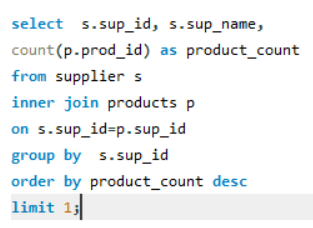 select  s.sup_id, s.sup_name,
count(p.prod_id) as product_count
from supplier s
inner join products p
on s.sup_id=p.sup_id
group by  s.sup_id
order by product_count desc
limit 1;